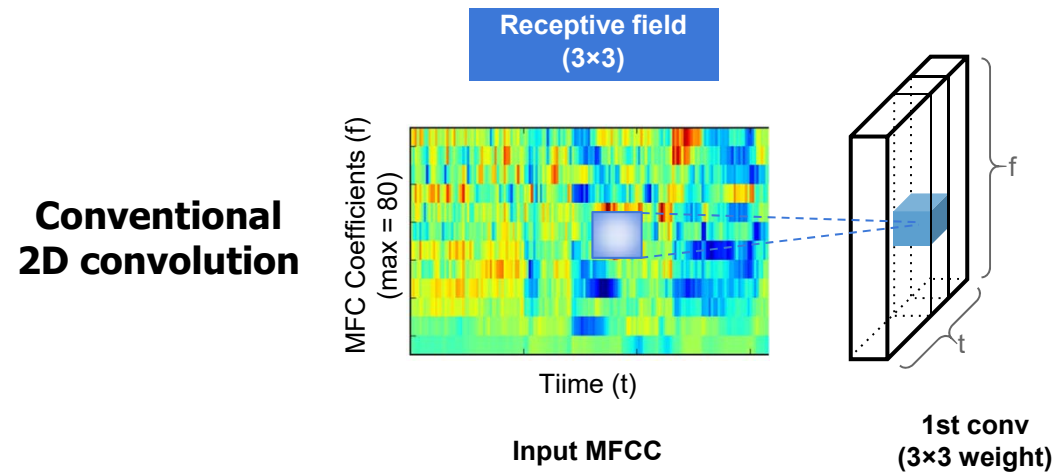 Receptive field
(3×3)
Conventional
2D convolution
MFC Coefficients (f)
(max = 80)
Tiime (t)
Input MFCC
f
t
1st conv
(3×3 weight)